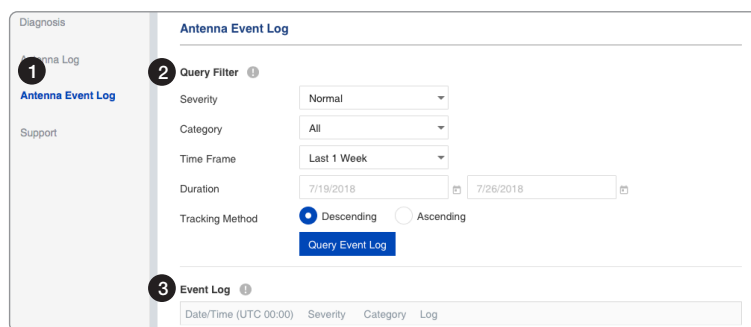 Diagnosis
Antenna Log
1
Antenna Event Log
Support
Antenna Event Log
2 Query Filter !
Severity Normal
Category All
Time Frame Last 1 Week
Duration 7/19/2018 7/26/2018
Tracking Method Descending Ascending
Query Event Log
3 Event Log !
Date/Time (UTC 00:00) Severity Category Log